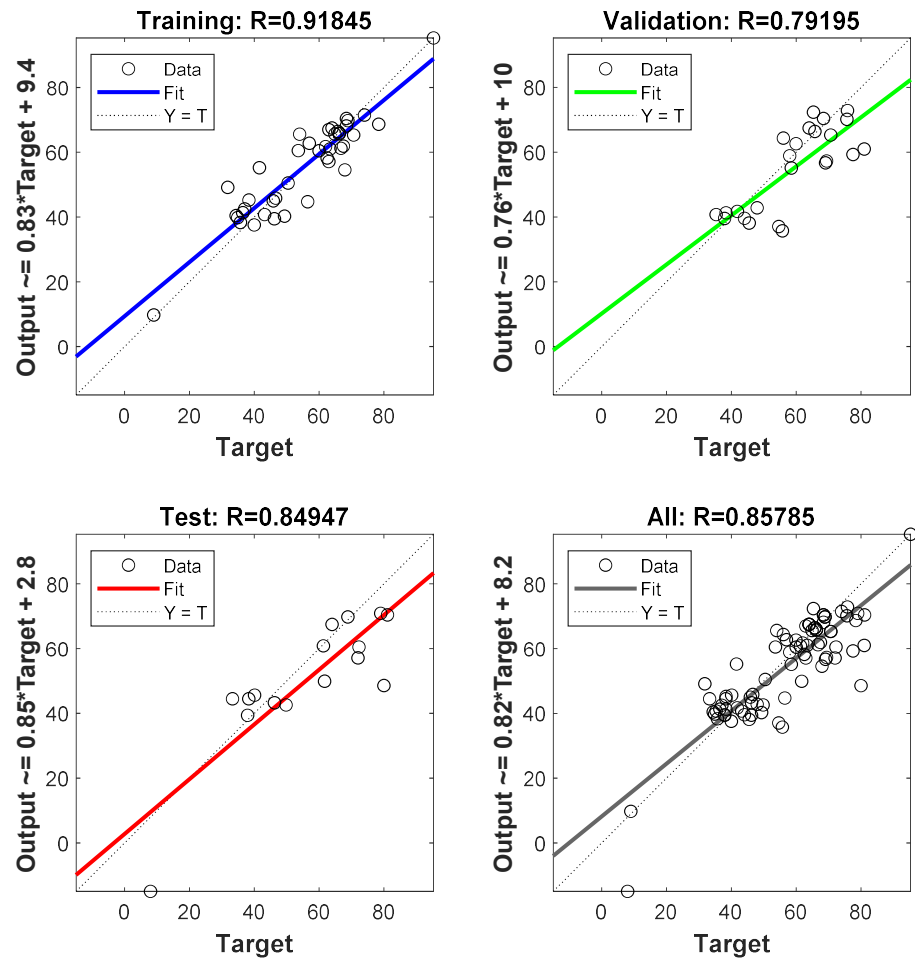 Training: R=0.91845
Output ~= 0.83*Target + 9.4
Data
Fit
Y = T
80
60
40
20
0
0 20 40 60 80
Target
Validation: R=0.79195
Output ~= 0.76*Target + 10
Data
Fit
Y = T
80
60
40
20
0
0 20 40 60 80
Target
Test: R=0.84947
Output ~= 0.85*Target + 2.8
Data
Fit
Y = T
80
60
40
20
0
0 20 40 60 80
Target
All: R=0.85785
Output ~= 0.82*Target + 8.2
Data
Fit
Y = T
80
60
40
20
0
0 20 40 60 80
Target